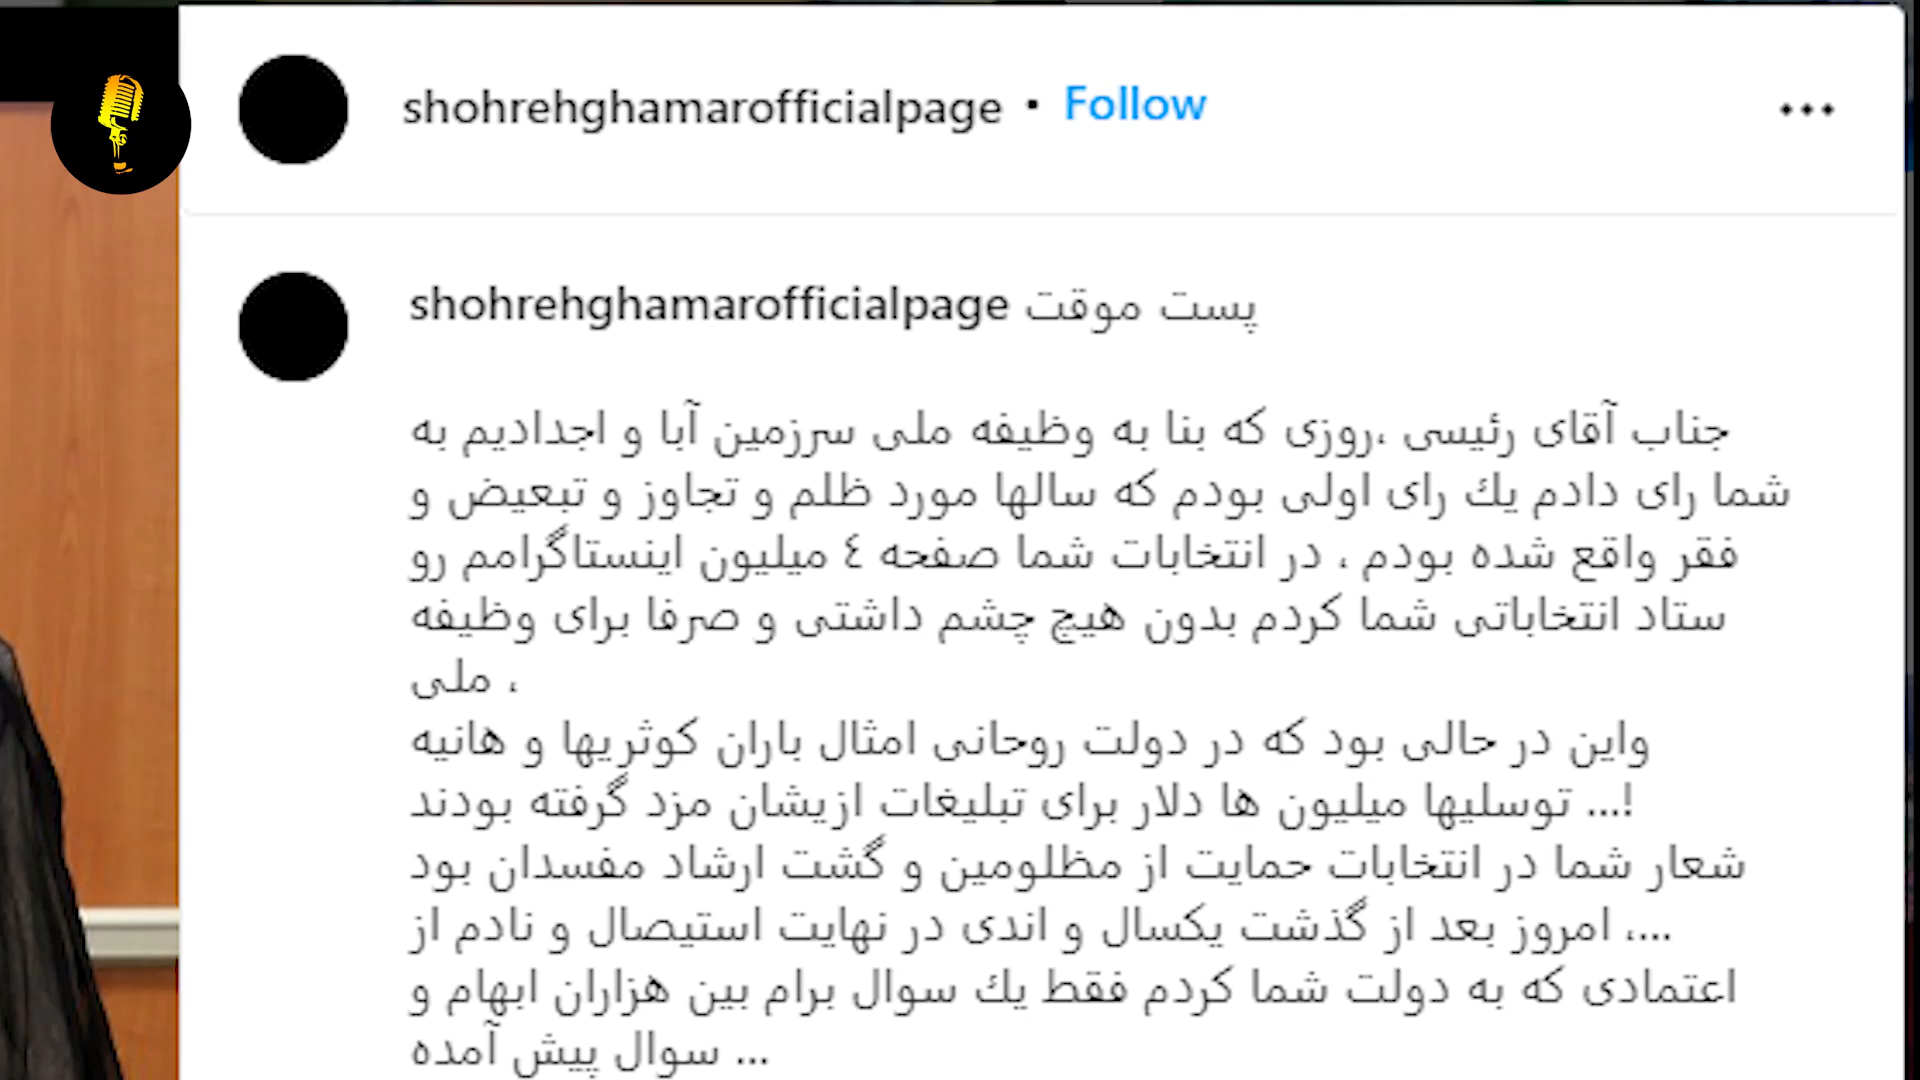 shohrehghamarofficialpage • Follow
shohrehghamarofficialpage پست موقت
جناب آقای رئیسی ،روزی که بنا به وظیفه ملی سرزمین آبا و اجدادیم به
شما رای دادم یك رای اولی بودم که سالها مورد ظلم و تجاوز و تبعیض و
فقر واقع شده بودم ، در انتخابات شما صفحه ٤ میلیون اینستاگرامم رو
ستاد انتخاباتی شما کردم بدون هیچ چشم داشتی و صرفا برای وظیفه
ملی ،
واین در حالی بود که در دولت روحانی امثال باران کوثریها و هانیه
توسلیها میلیون ها دلار برای تبلیغات ازیشان مزد گرفته بودند ...!
شعار شما در انتخابات حمایت از مظلومین و گشت ارشاد مفسدان بود
،... امروز بعد از گذشت یکسال و اندی در نهایت استیصال و نادم از
اعتمادی که به دولت شما کردم فقط یك سوال برام بین هزاران ابهام و
سوال پیش آمده ...